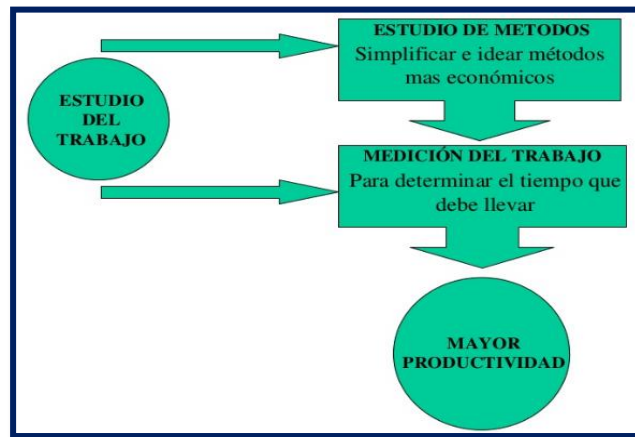 ESTUDIO
DEL
TRABAJO
ESTUDIO DE METODOS
Simplificar e idear métodos
mas económicos
MEDICIÓN DEL TRABAJO
Para determinar el tiempo que
debe llevar
MAYOR
PRODUCTIVIDAD